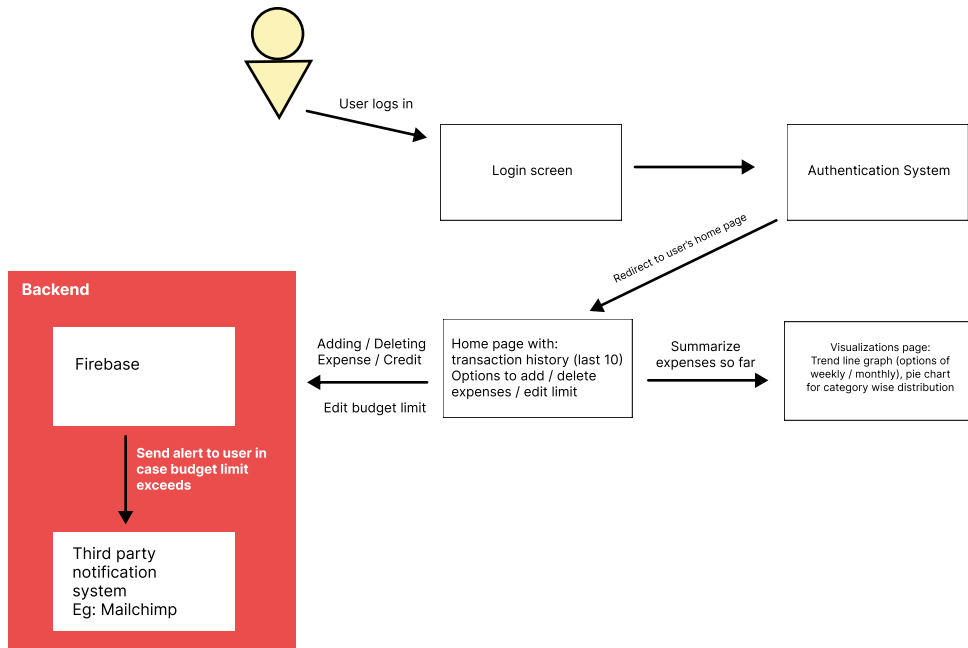 User logs in
Login screen
Authentication System
Redirect to user's home page
Backend
Firebase
Send alert to user in
case budget limit
exceeds
Third party
notification
system
Eg: Mailchimp
Adding / Deleting
Expense / Credit
Edit budget limit
Home page with:
transaction history (last 10)
Options to add / delete
expenses / edit limit
Summarize
expenses so far
Visualizations page:
Trend line graph (options of
weekly / monthly), pie chart
for category wise distribution